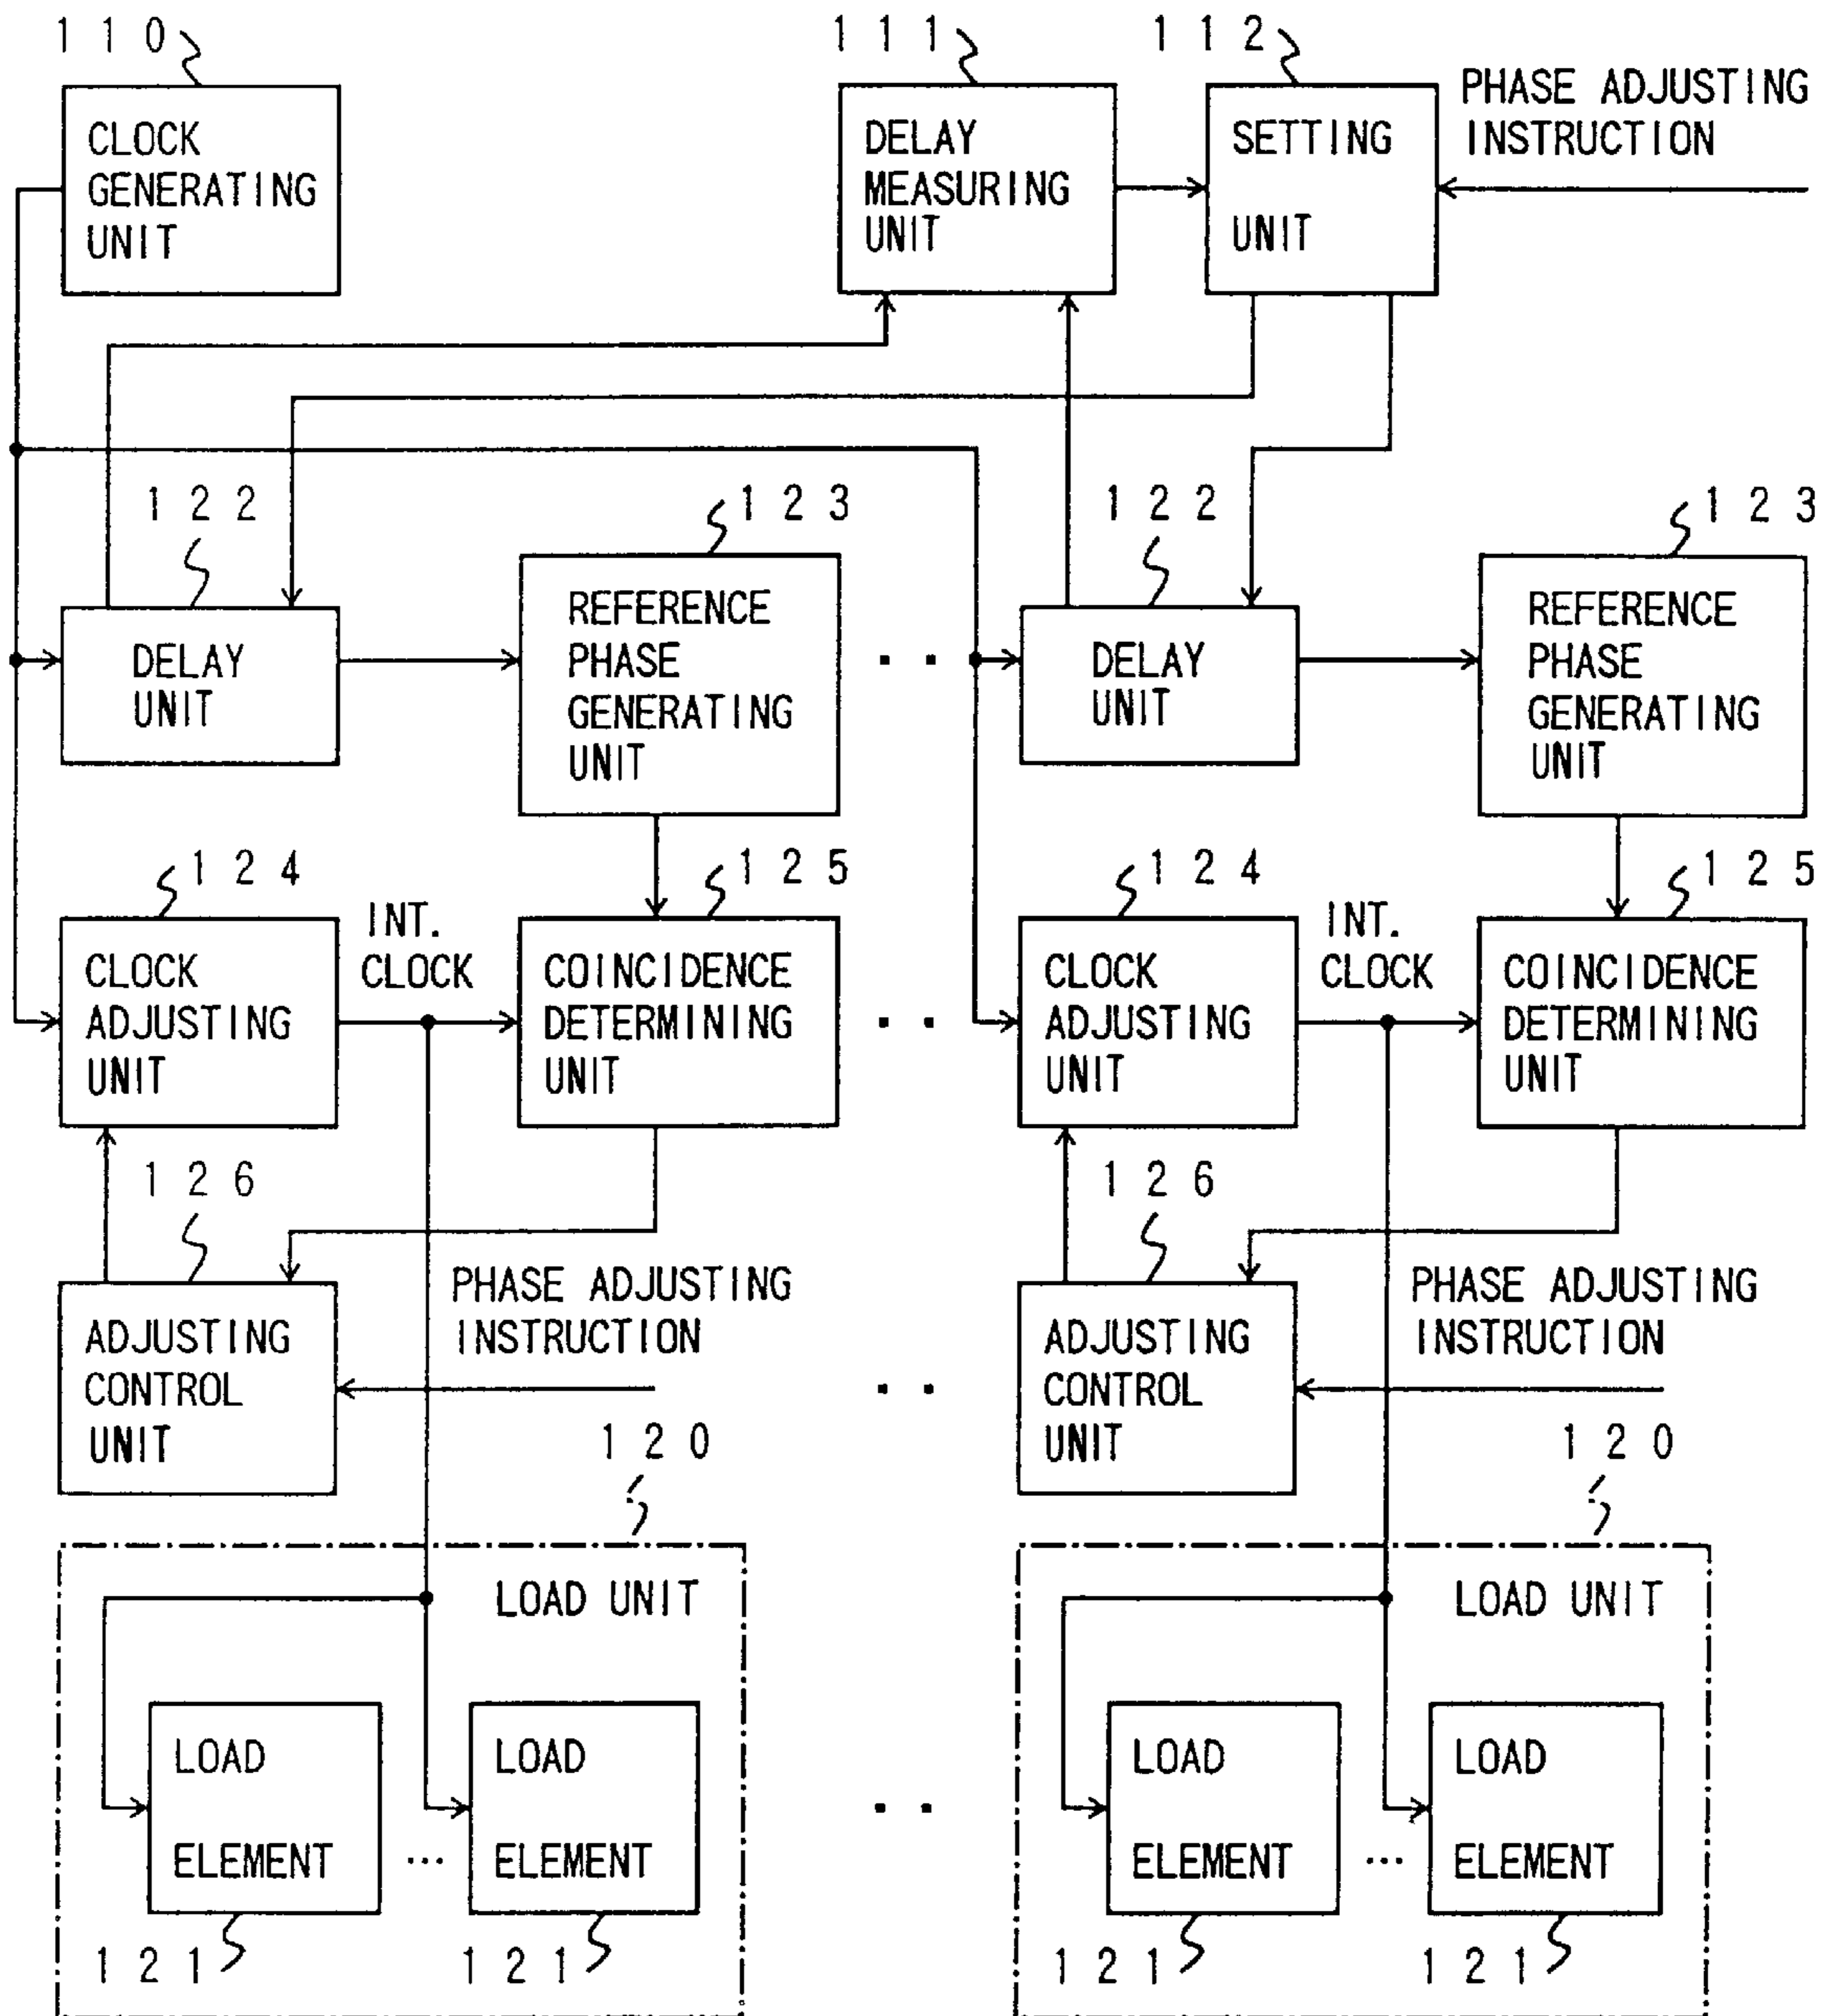 110
111
112
PHASE ADJUSTING
INSTRUCTION
CLOCK
GENERATING
UNIT
DELAY
MEASURING
UNIT
SETTING
UNIT
122
123
122
123
DELAY
UNIT
REFERENCE
PHASE
GENERATING
UNIT
DELAY
UNIT
REFERENCE
PHASE
GENERATING
UNIT
124
125
124
125
CLOCK
ADJUSTING
UNIT
INT.
CLOCK
COINCIDENCE
DETERMINING
UNIT
CLOCK
ADJUSTING
UNIT
INT.
CLOCK
COINCIDENCE
DETERMINING
UNIT
126
126
ADJUSTING
CONTROL
UNIT
PHASE ADJUSTING
INSTRUCTION
ADJUSTING
CONTROL
UNIT
PHASE ADJUSTING
INSTRUCTION
120
120
LOAD UNIT
LOAD UNIT
LOAD
ELEMENT
...
LOAD
ELEMENT
LOAD
ELEMENT
...
LOAD
ELEMENT
121
121
121
121